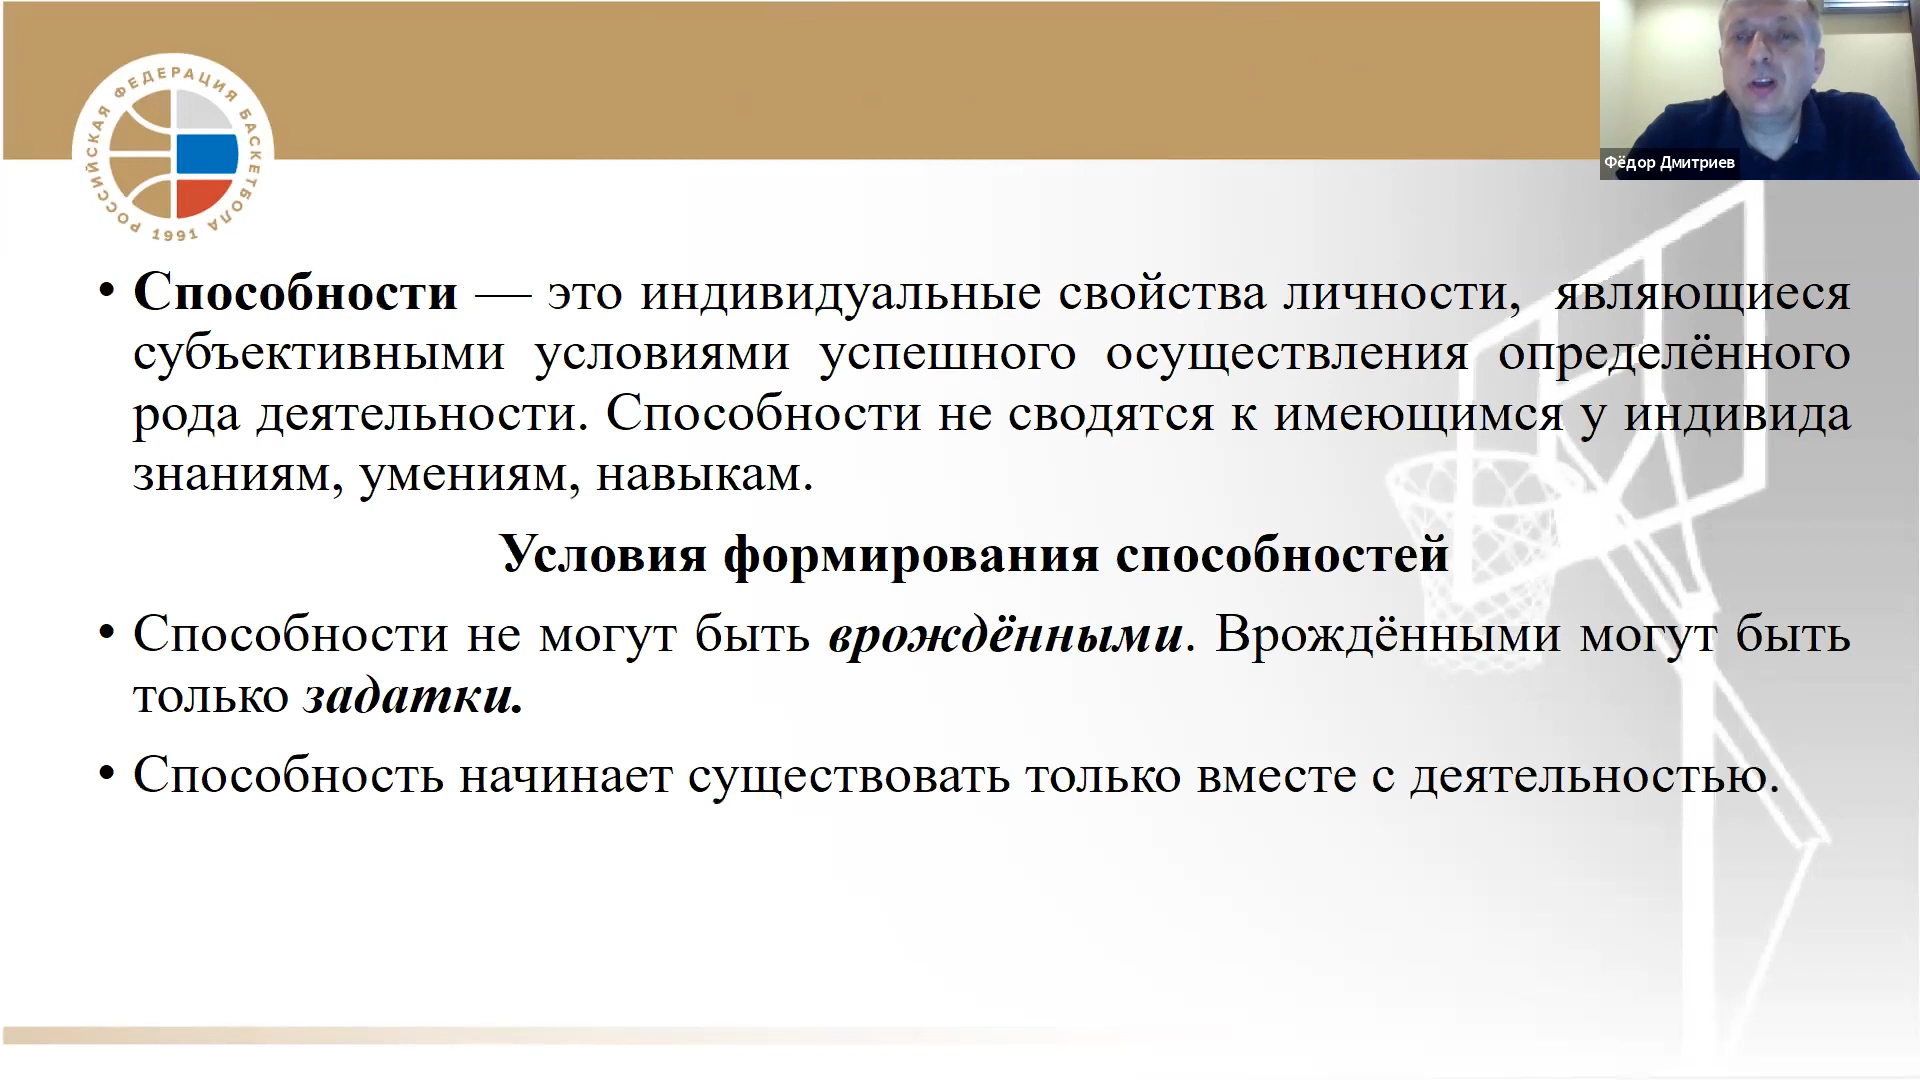 РОССИЙСКАЯ ФЕДЕРАЦИЯ БАСКЕТБОЛА
1991
Фёдор Дмитриев
• Способности — это индивидуальные свойства личности, являющиеся
субъективными условиями успешного осуществления определённого
рода деятельности. Способности не сводятся к имеющимся у индивида
знаниям, умениям, навыкам.
Условия формирования способностей
• Способности не могут быть врождёнными. Врождёнными могут быть
только задатки.
• Способность начинает существовать только вместе с деятельностью.